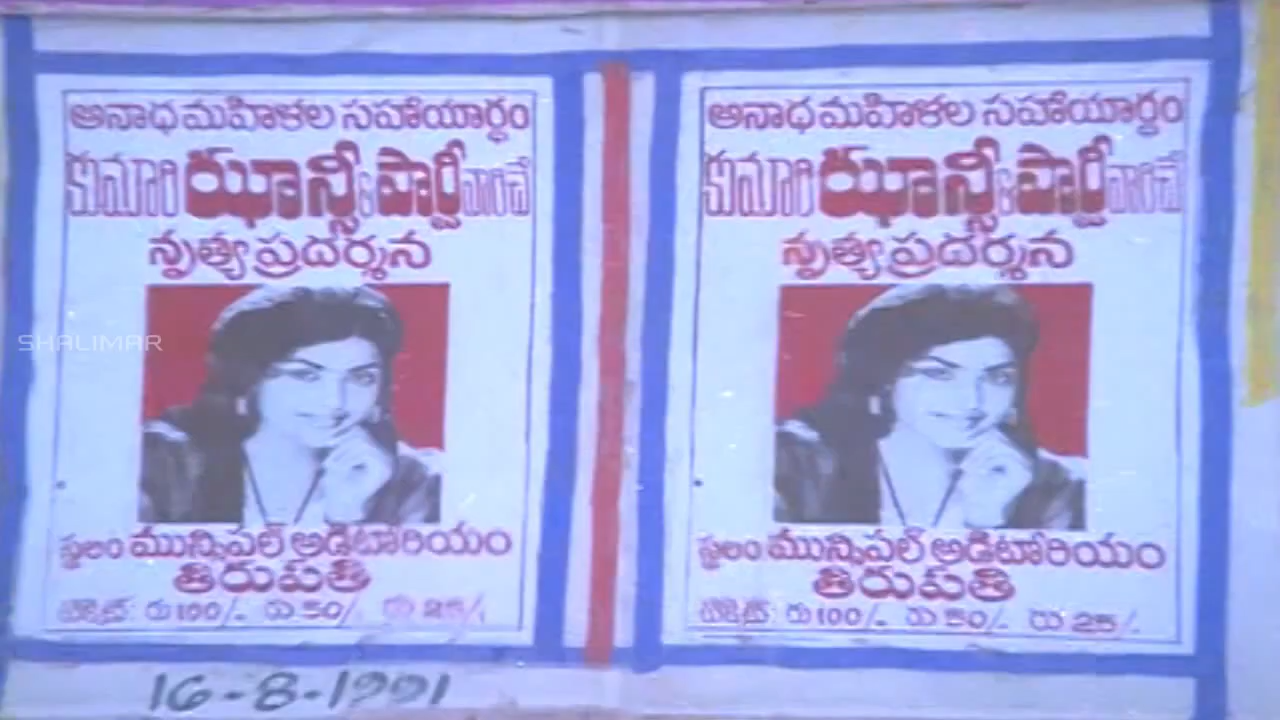 అనాధ మహిళల సహాయార్ధం
కుమారి ఝాన్సీ & పార్టీ వారిచే
నృత్య ప్రదర్శన
స్థలం మున్సిపల్ ఆడిటోరియం
తిరుపతి
టిక్కెట్: రు 100/- రు 50/- రు 25/-
అనాధ మహిళల సహాయార్ధం
కుమారి ఝాన్సీ & పార్టీ వారిచే
నృత్య ప్రదర్శన
స్థలం మున్సిపల్ ఆడిటోరియం
తిరుపతి
టిక్కెట్: రు 100/- రు 50/- రు 25/-
SHALIMAR
16-8-1991